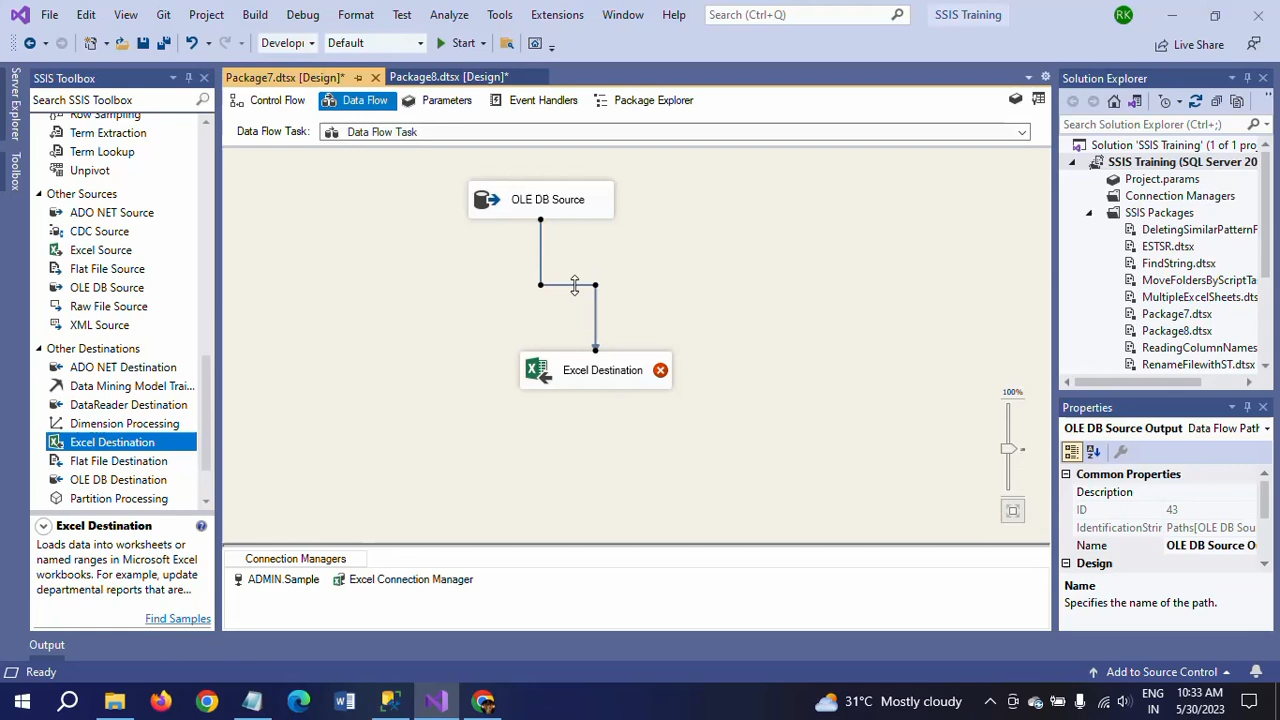 File Edit View Git Project Build Debug Format Test Analyze Tools Extensions Window Help Search (Ctrl+Q) SSIS Training RK
Developi Default Start Live Share
SSIS Toolbox
Package7.dtsx [Design]* Package8.dtsx [Design]*
Solution Explorer
Server Explorer
Toolbox
Search SSIS Toolbox
Control Flow Data Flow Parameters Event Handlers Package Explorer
Search Solution Explorer (Ctrl+;)
Data Flow Task: Data Flow Task
Row Sampling
Term Extraction
Term Lookup
Unpivot
Other Sources
ADO NET Source
CDC Source
Excel Source
Flat File Source
OLE DB Source
Raw File Source
XML Source
Other Destinations
ADO NET Destination
Data Mining Model Trai...
DataReader Destination
Dimension Processing
Excel Destination
Flat File Destination
OLE DB Destination
Partition Processing
Excel Destination
Loads data into worksheets or
named ranges in Microsoft Excel
workbooks. For example, update
departmental reports that are...
Find Samples
OLE DB Source
Excel Destination
100%
Connection Managers
ADMIN.Sample Excel Connection Manager
Solution 'SSIS Training' (1 of 1 proj
SSIS Training (SQL Server 20
Project.params
Connection Managers
SSIS Packages
DeletingSimilarPatternF
ESTSR.dtsx
FindString.dtsx
MoveFoldersByScriptTa
MultipleExcelSheets.dts
Package7.dtsx
Package8.dtsx
ReadingColumnNames
RenameFilewithST.dtsx
Properties
OLE DB Source Output Data Flow Path
Common Properties
Description
ID 43
IdentificationStrin Paths[OLE DB Sou
Name OLE DB Source O
Design
Name
Specifies the name of the path.
Output
Ready Add to Source Control
31°C Mostly cloudy ENG
IN
10:33 AM
5/30/2023